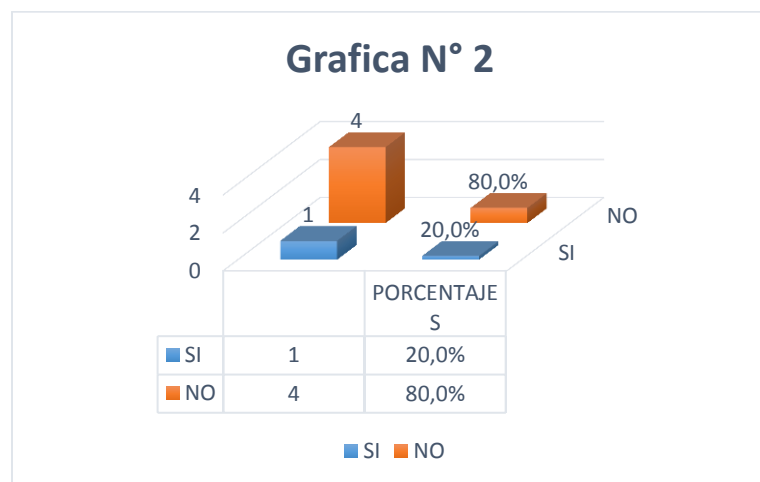 Grafica N° 2
4
80,0%
1
20,0%
4
2
0
NO
SI
PORCENTAJE
S
SI 1 20,0%
NO 4 80,0%
SI NO